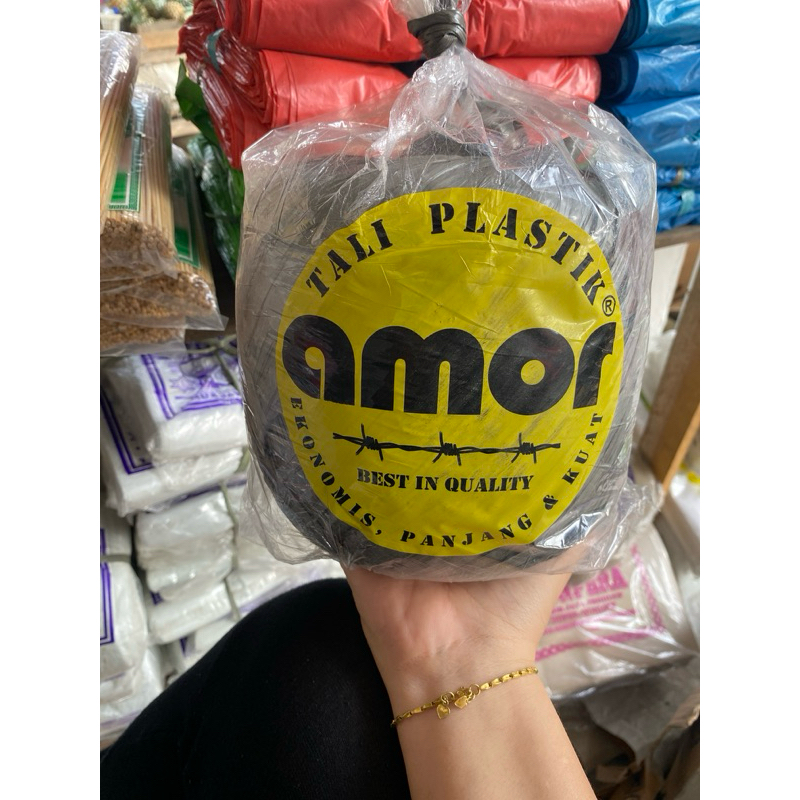 TALI PLASTIK
amor®
BEST IN QUALITY
EKONOMIS, PANJANG & KUAT